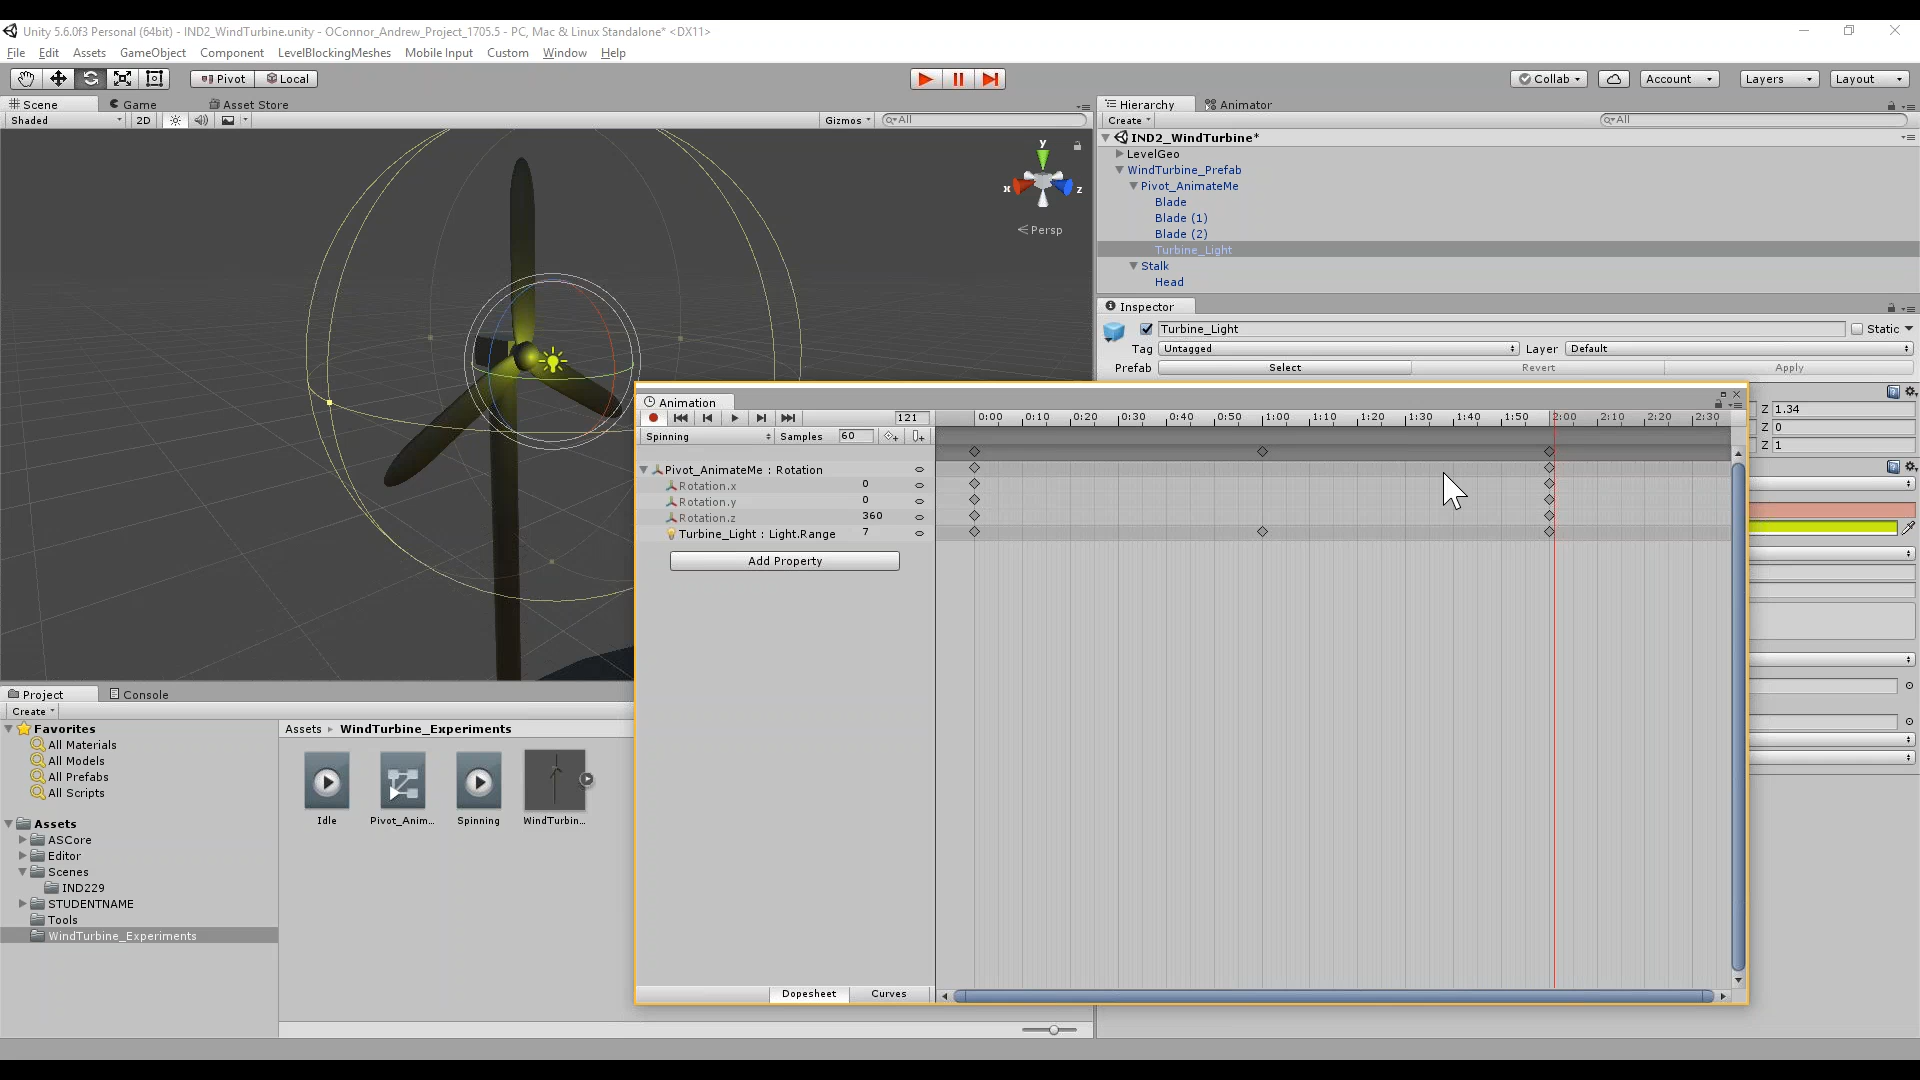 Unity 5.6.0f3 Personal (64bit) - IND2_WindTurbine.unity - OConnor_Andrew_Project_1705.5 - PC, Mac & Linux Standalone* <DX11>
File Edit Assets GameObject Component LevelBlockingMeshes Mobile Input Custom Window Help
Pivot Local Collab Account Layers Layout
Scene Game Asset Store
Shaded 2D Gizmos All
y
x
z
Persp
Hierarchy Animator
Create All
IND2_WindTurbine*
LevelGeo
WindTurbine_Prefab
Pivot_AnimateMe
Blade
Blade (1)
Blade (2)
Turbine_Light
Stalk
Head
Inspector
Turbine_Light Static
Tag Untagged Layer Default
Prefab Select Revert Apply
Z 1.34
Z 0
Z 1
Animation
121 0:00 0:10 0:20 0:30 0:40 0:50 1:00 1:10 1:20 1:30 1:40 1:50 2:00 2:10 2:20 2:30
Spinning Samples 60
Pivot_AnimateMe : Rotation
Rotation.x 0
Rotation.y 0
Rotation.z 360
Turbine_Light : Light.Range 7
Add Property
Dopesheet Curves
Project Console
Create
Favorites
All Materials
All Models
All Prefabs
All Scripts
Assets
ASCore
Editor
Scenes
IND229
STUDENTNAME
Tools
WindTurbine_Experiments
Assets WindTurbine_Experiments
Idle Pivot_Anim... Spinning WindTurbin...